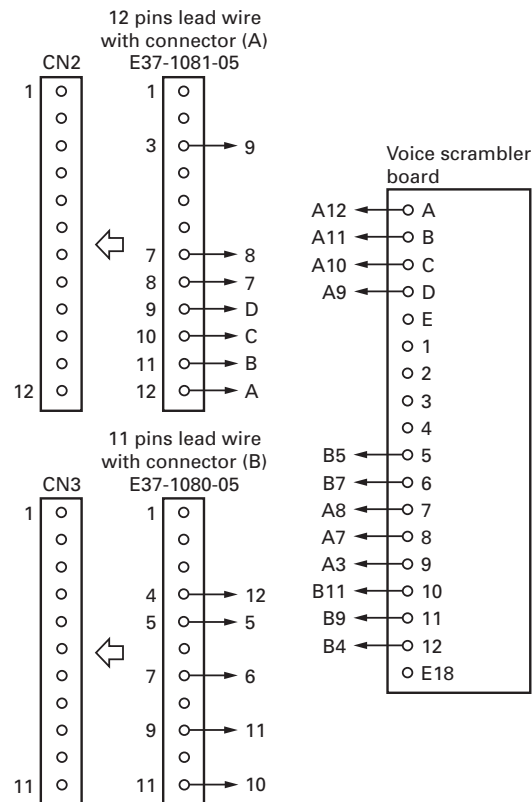 12 pins lead wire
with connector (A)
CN2 E37-1081-05
1 1
3 9
7 8
8 7
9 D
10 C
11 B
12 12 A
11 pins lead wire
with connector (B)
CN3 E37-1080-05
1 1
4 12
5 5
7 6
9 11
11 11 10
Voice scrambler
board
A12 A
A11 B
A10 C
A9 D
E
1
2
3
4
B5 5
B7 6
A8 7
A7 8
A3 9
B11 10
B9 11
B4 12
E18